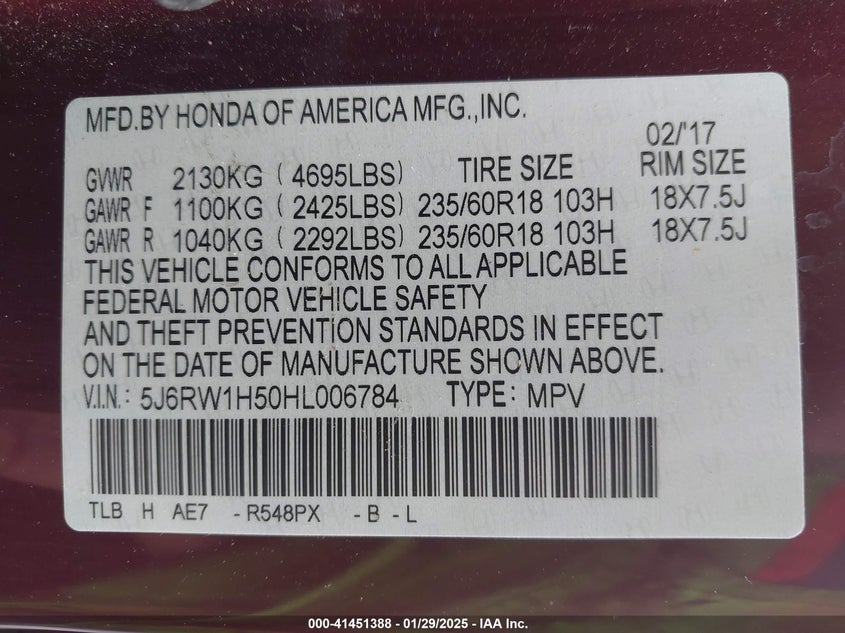 MFD.BY HONDA OF AMERICA MFG.,INC.
02/'17
GVWR 2130KG ( 4695LBS) TIRE SIZE RIM SIZE
GAWR F 1100KG ( 2425LBS) 235/60R18 103H 18X7.5J
GAWR R 1040KG ( 2292LBS) 235/60R18 103H 18X7.5J
THIS VEHICLE CONFORMS TO ALL APPLICABLE
FEDERAL MOTOR VEHICLE SAFETY
AND THEFT PREVENTION STANDARDS IN EFFECT
ON THE DATE OF MANUFACTURE SHOWN ABOVE.
V.I.N.: 5J6RW1H50HL006784 TYPE: MPV
TLB H AE7 - R548PX - B - L
000-41451388 - 01/29/2025 - IAA Inc.